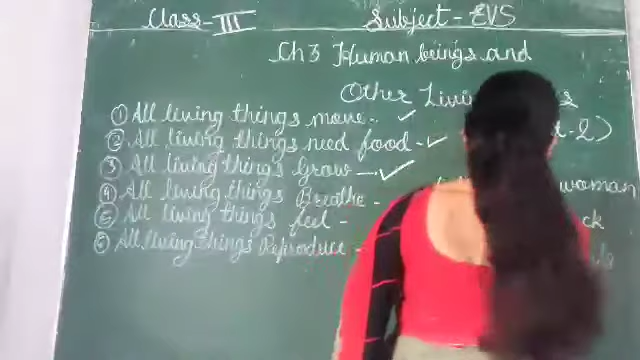 Class - III Subject - EVS
Ch 3 Human beings and
Other
① All living things move -
② All living things need food -
③ All living things Grow -
④ All living things Breathe - woman
⑤ All living things feel -
⑥ All living things Reproduce -